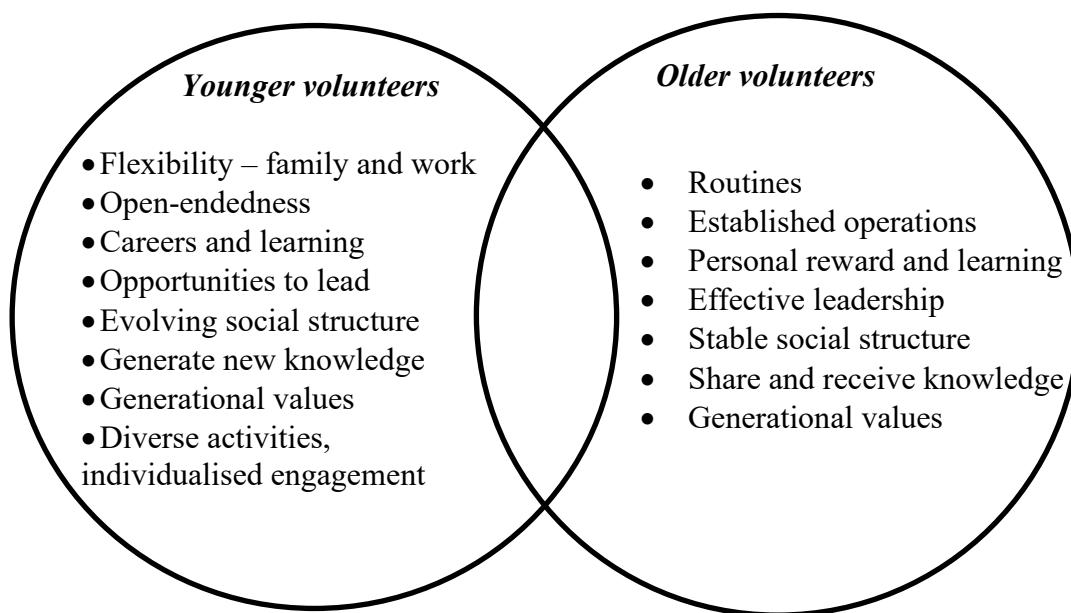 Younger volunteers
• Flexibility – family and work
• Open-endedness
• Careers and learning
• Opportunities to lead
• Evolving social structure
• Generate new knowledge
• Generational values
• Diverse activities,
individualised engagement
Older volunteers
• Routines
• Established operations
• Personal reward and learning
• Effective leadership
• Stable social structure
• Share and receive knowledge
• Generational values